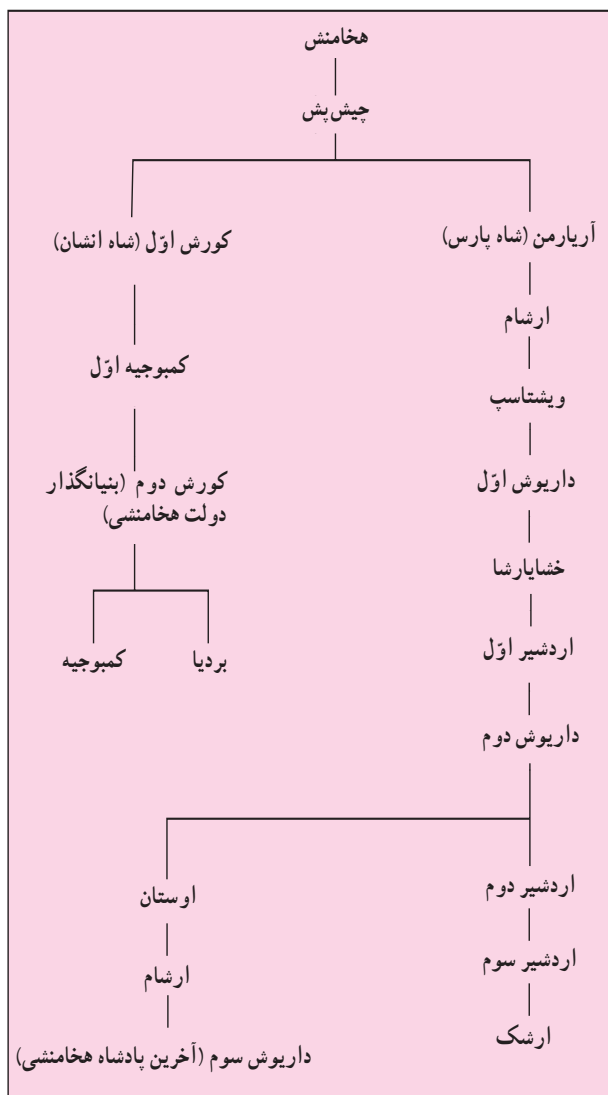 هخامنش
چیش‌پش
آریارمن (شاه پارس)
کورش اوّل (شاه انشان)
ارشام
کمبوجیه اوّل
ویشتاسپ
داریوش اوّل
کورش دوم (بنیانگذار
دولت هخامنشی)
خشایارشا
اردشیر اوّل
بردیا
کمبوجیه
داریوش دوم
اردشیر دوم
اوستان
اردشیر سوم
ارشام
ارشک
داریوش سوم (آخرین پادشاه هخامنشی)